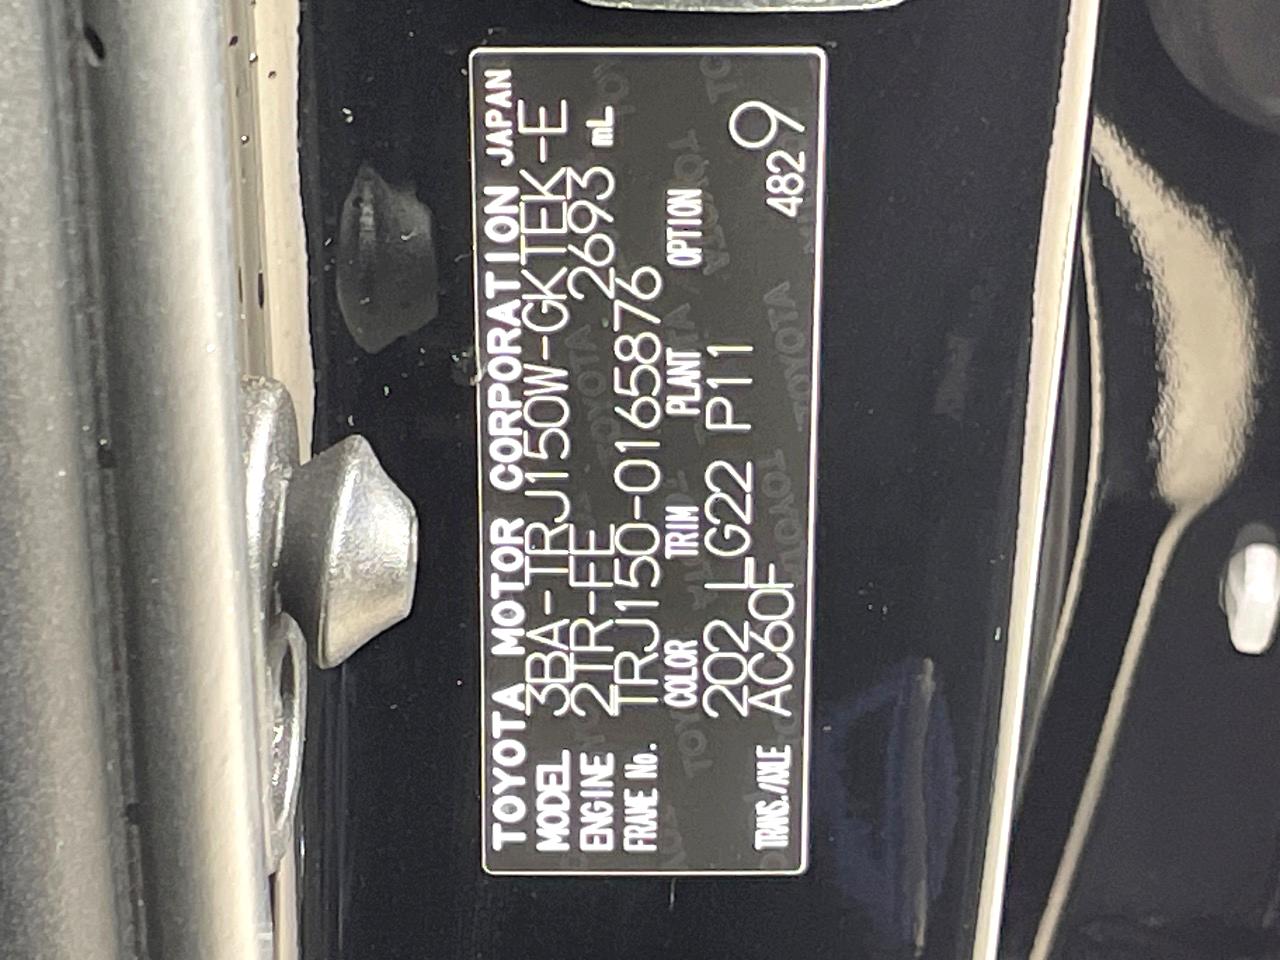 TOYOTA MOTOR CORPORATION JAPAN
MODEL 3BA-TRJ150W-GKTEK-E
ENGINE 2TR-FE 2693 mL
FRAME No. TRJ150-0165876
COLOR TRIM PLANT OPTION
202 LG22 P11
TRANS./AXLE AC60F 4829